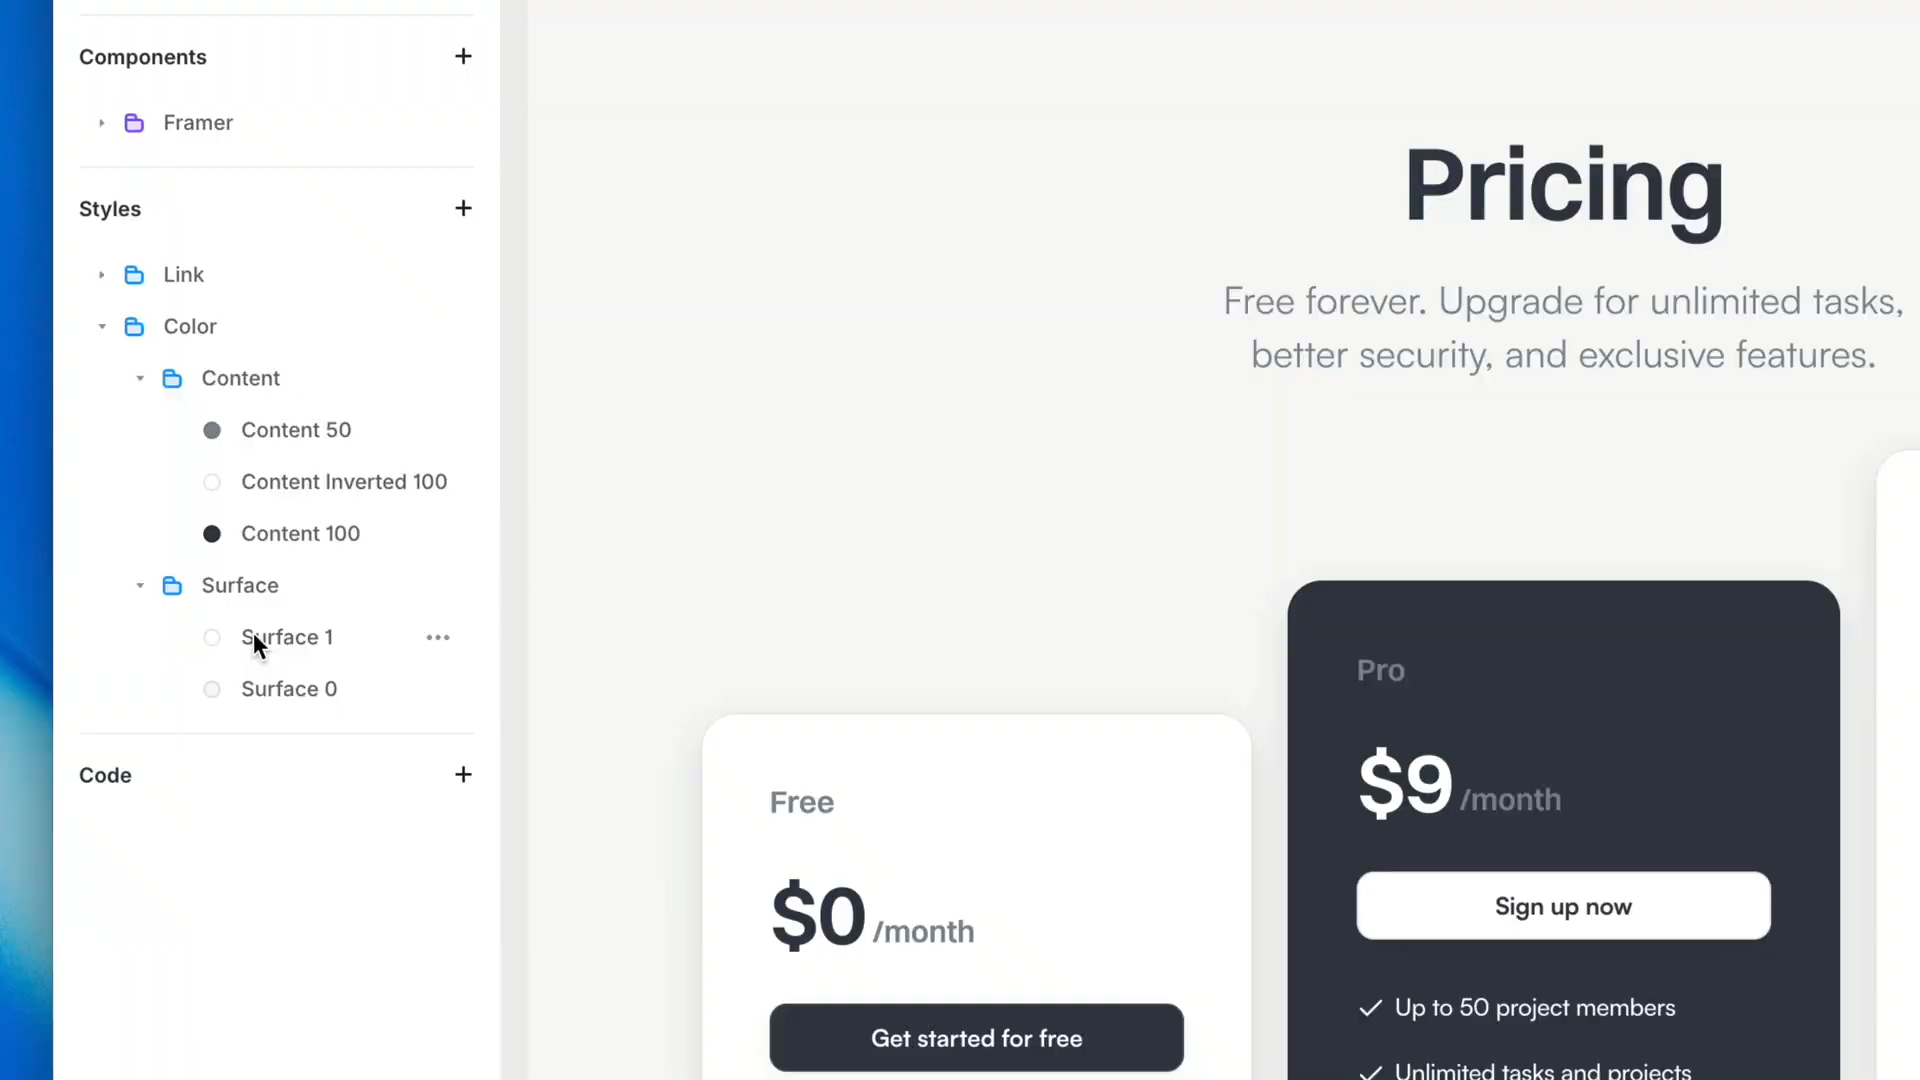 Components
Framer
Styles
Link
Color
Content
Content 50
Content Inverted 100
Content 100
Surface
Surface 1
Surface 0
Code
Pricing
Free forever. Upgrade for unlimited tasks,
better security, and exclusive features.
Free
$0 /month
Get started for free
Pro
$9 /month
Sign up now
Up to 50 project members
Unlimited tasks and projects